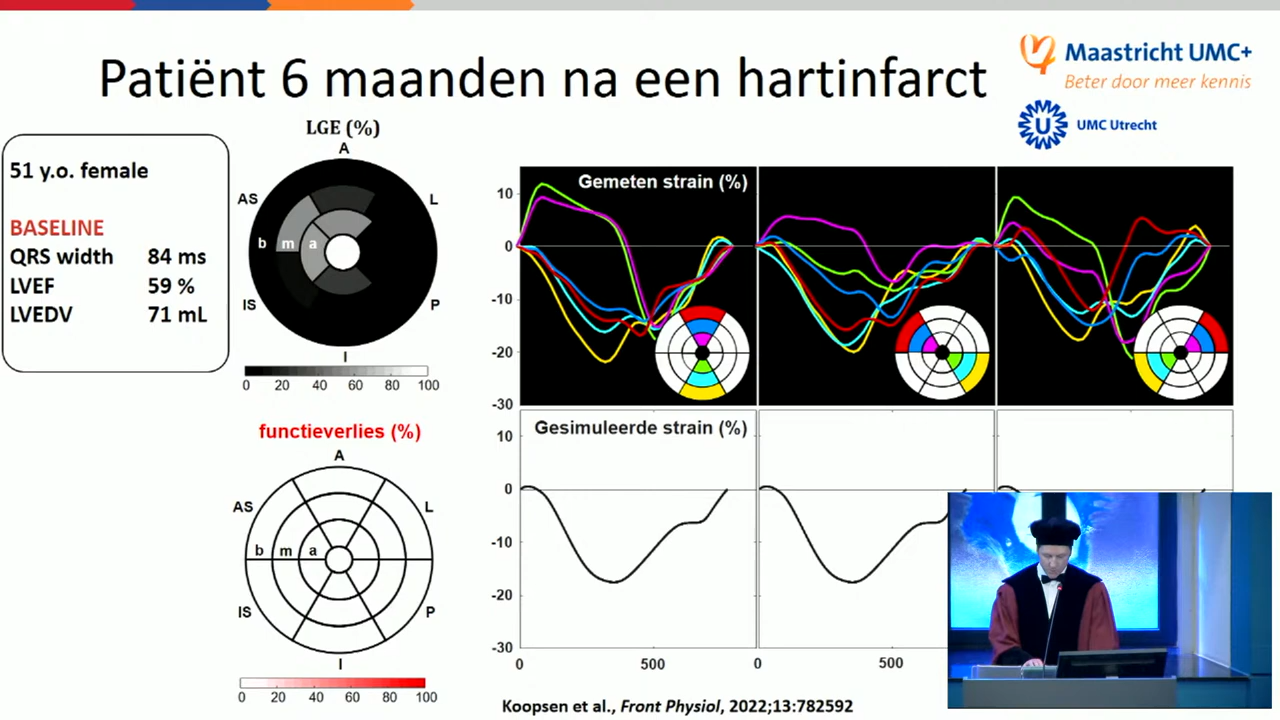 Patiënt 6 maanden na een hartinfarct
Maastricht UMC+
Beter door meer kennis
UMC Utrecht
51 y.o. female
BASELINE
QRS width 84 ms
LVEF 59 %
LVEDV 71 mL
LGE (%)
A
AS
L
b m a
IS
P
I
0 20 40 60 80 100
functieverlies (%)
A
AS
L
b m a
IS
P
I
0 20 40 60 80 100
Gemeten strain (%)
10
0
-10
-20
-30
Gesimuleerde strain (%)
10
0
-10
-20
-30
0 500 0 500
Koopsen et al., Front Physiol, 2022;13:782592